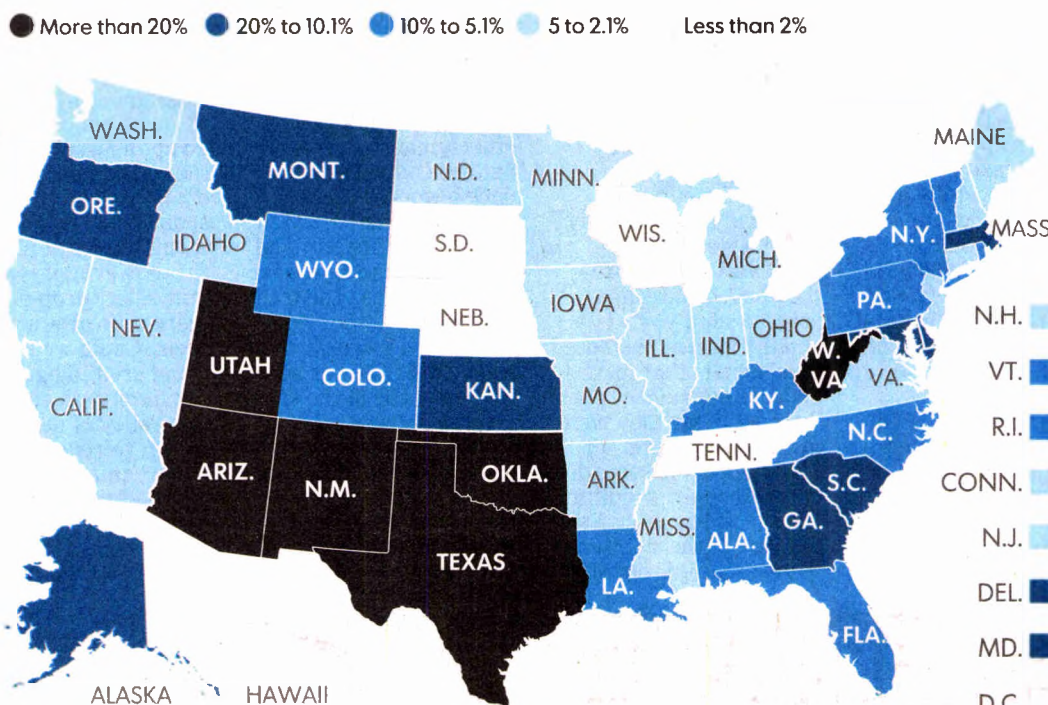 More than 20% 20% to 10.1% 10% to 5.1% 5 to 2.1% Less than 2%
WASH.
MONT.
N.D.
MINN.
MAINE
ORE.
IDAHO
WYO.
S.D.
WIS.
MICH.
N.Y.
MASS
NEV.
UTAH
COLO.
NEB.
KAN.
IOWA
ILL.
IND.
OHIO
PA.
W.
VA.
VA.
N.H.
VT.
CALIF.
ARIZ.
N.M.
OKLA.
MO.
KY.
TENN.
N.C.
R.I.
ARK.
MISS.
ALA.
GA.
S.C.
CONN.
N.J.
TEXAS
LA.
FLA.
DEL.
MD.
ALASKA
HAWAII
D.C.